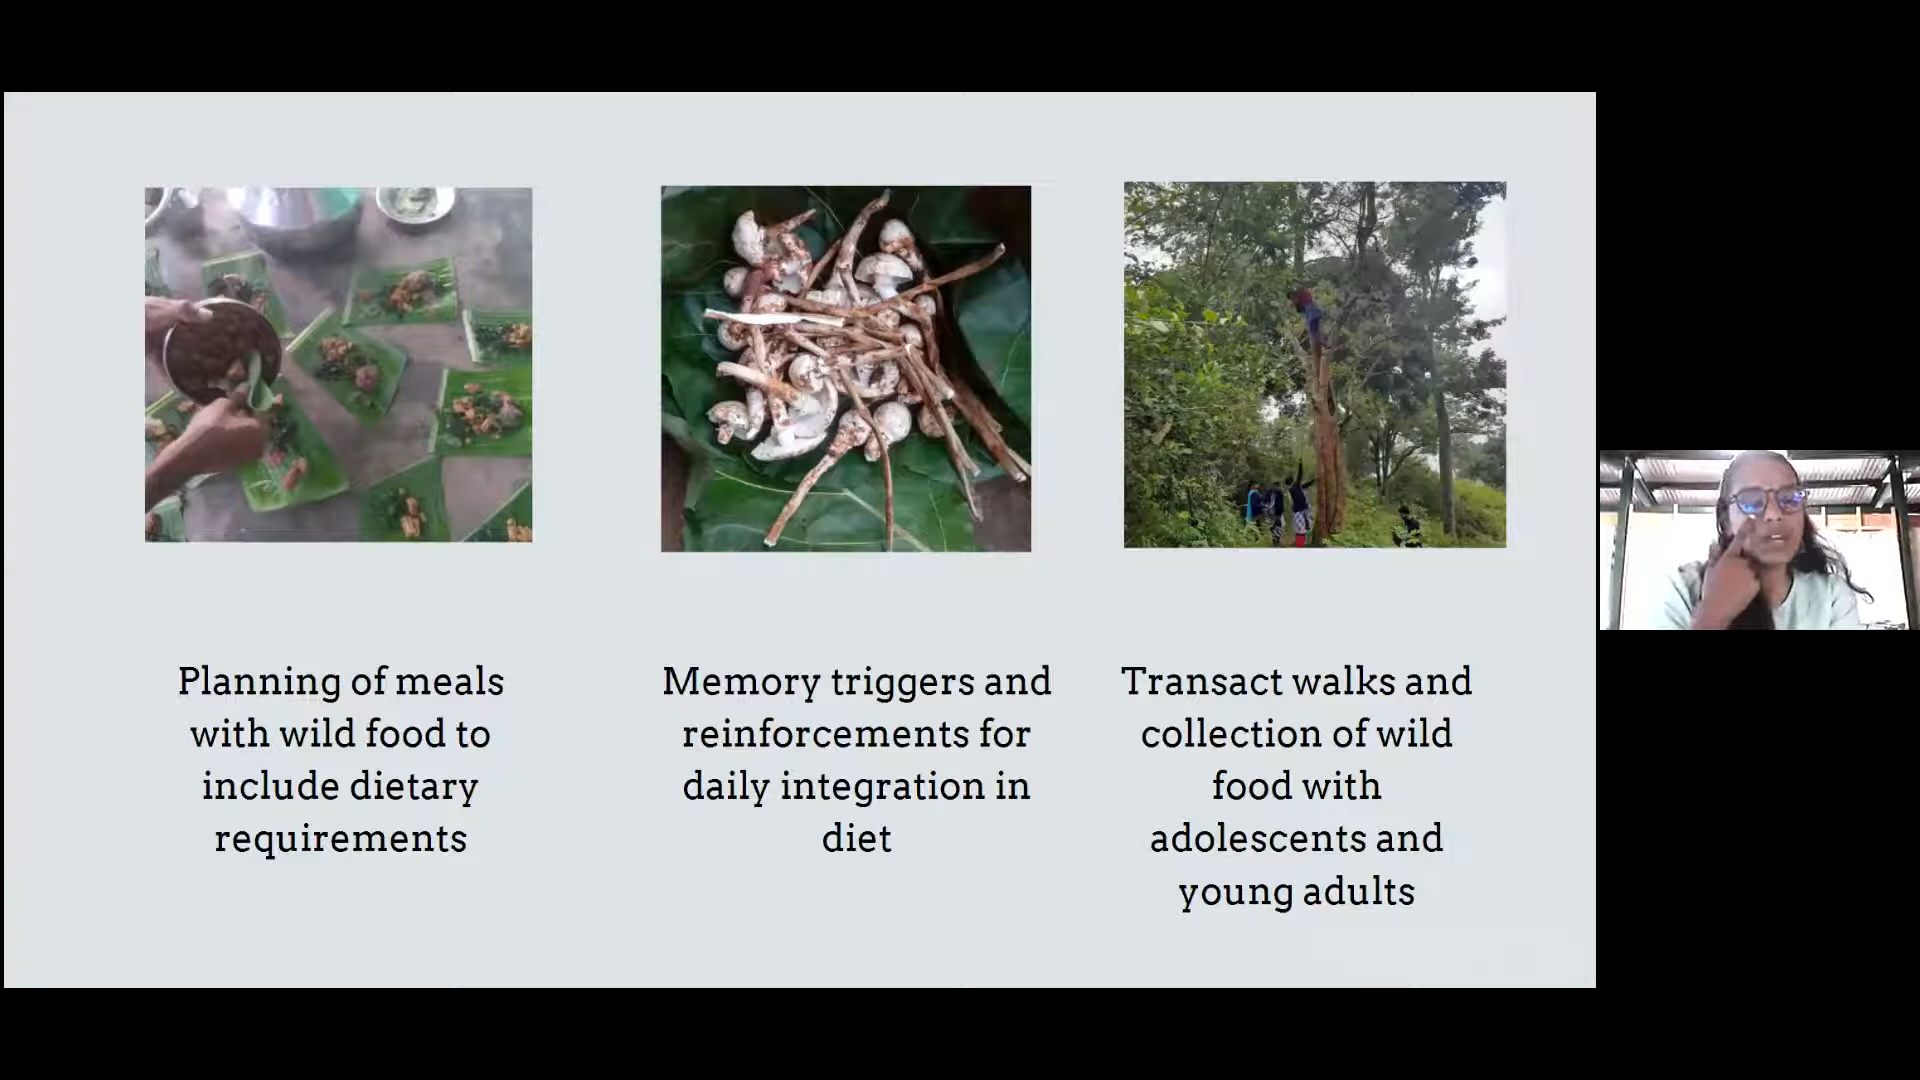 Planning of meals
with wild food to
include dietary
requirements
Memory triggers and
reinforcements for
daily integration in
diet
Transact walks and
collection of wild
food with
adolescents and
young adults